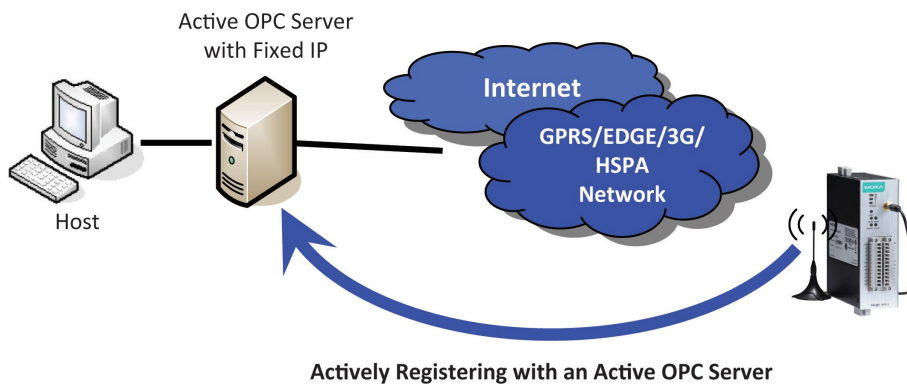 Active OPC Server
with Fixed IP
Internet
GPRS/EDGE/3G/
HSPA
Network
MOXA
Host
Actively Registering with an Active OPC Server